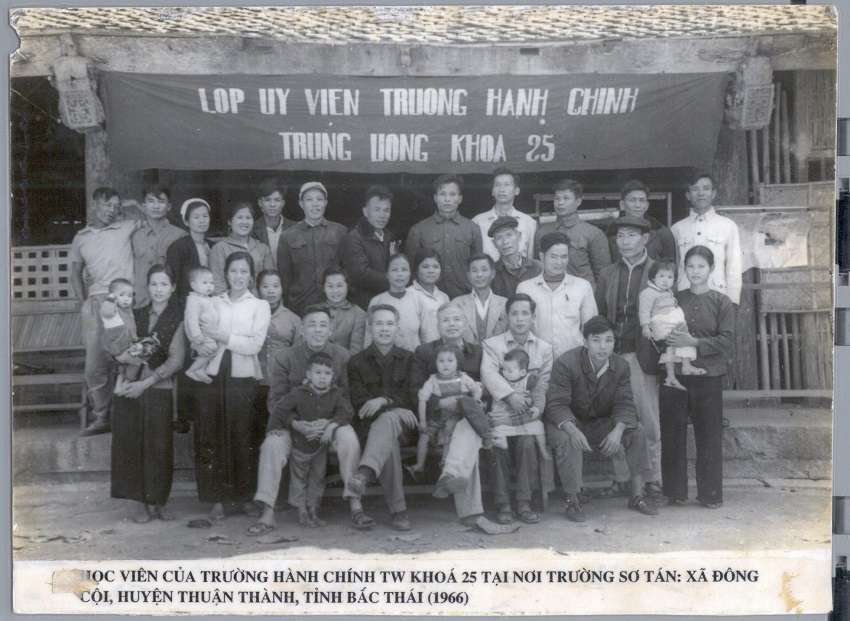 LOP UY VIEN TRUONG HANH CHINH
TRUNG UONG KHOA 25
HỌC VIÊN CỦA TRƯỜNG HÀNH CHÍNH TW KHOÁ 25 TẠI NƠI TRƯỜNG SƠ TÁN: XÃ ĐÔNG
CỘI, HUYỆN THUẬN THÀNH, TỈNH BẮC THÁI (1966)